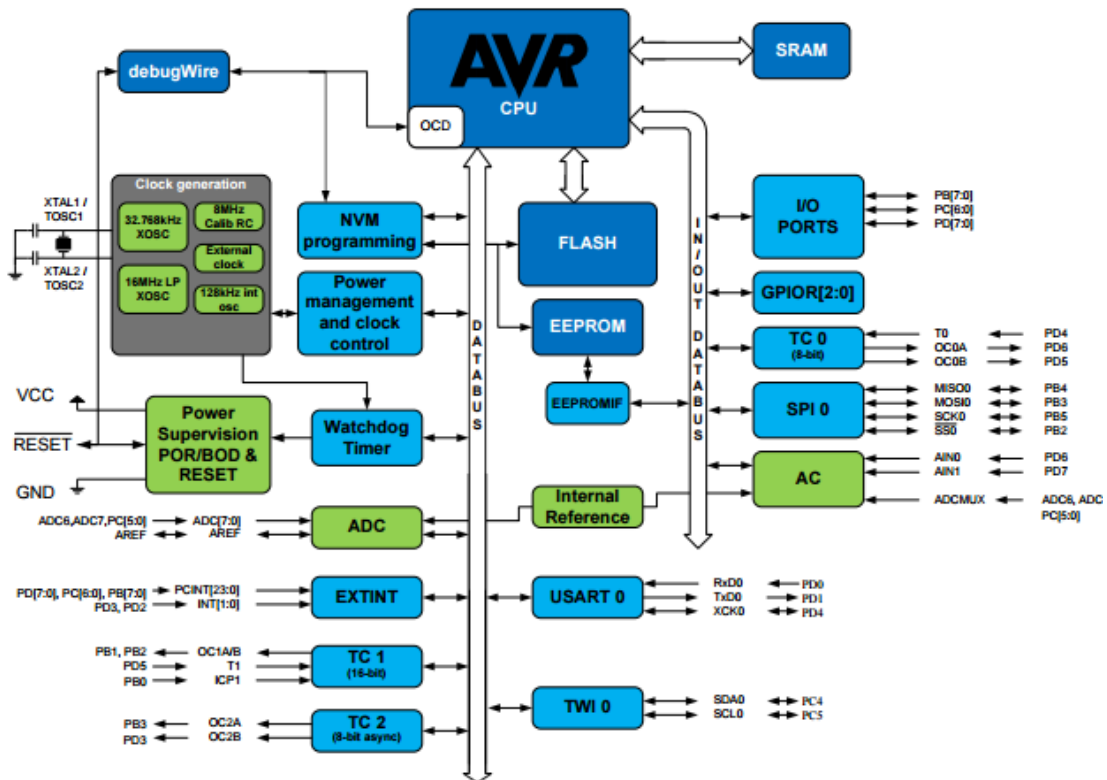 AVR
CPU
OCD
SRAM
debugWire
Clock generation
XTAL1 /
TOSC1
32.768kHz
XOSC
8MHz
Calib RC
External
clock
XTAL2 /
TOSC2
16MHz LP
XOSC
128kHz int
osc
NVM
programming
FLASH
Power
management
and clock
control
EEPROM
EEPROMIF
DATABUS
IN/OUT DATABUS
I/O
PORTS
PB[7:0]
PC[6:0]
PD[7:0]
GPIOR[2:0]
TC 0
(8-bit)
T0 PD4
OC0A PD6
OC0B PD5
SPI 0
MISO0 PB4
MOSI0 PB3
SCK0 PB5
SS0 PB2
AC
AIN0 PD6
AIN1 PD7
ADCMUX ADC6, ADC
PC[5:0]
VCC
RESET
GND
Power
Supervision
POR/BOD &
RESET
Watchdog
Timer
Internal
Reference
ADC6,ADC7,PC[5:0] ADC[7:0]
AREF AREF
ADC
PD[7:0], PC[6:0], PB[7:0] PCINT[23:0]
PD3, PD2 INT[1:0]
EXTINT
USART 0
RxD0 PD0
TxD0 PD1
XCK0 PD4
PB1, PB2 OC1A/B
PD5 T1
PB0 ICP1
TC 1
(16-bit)
TWI 0
SDA0 PC4
SCL0 PC5
PB3 OC2A
PD3 OC2B
TC 2
(8-bit async)